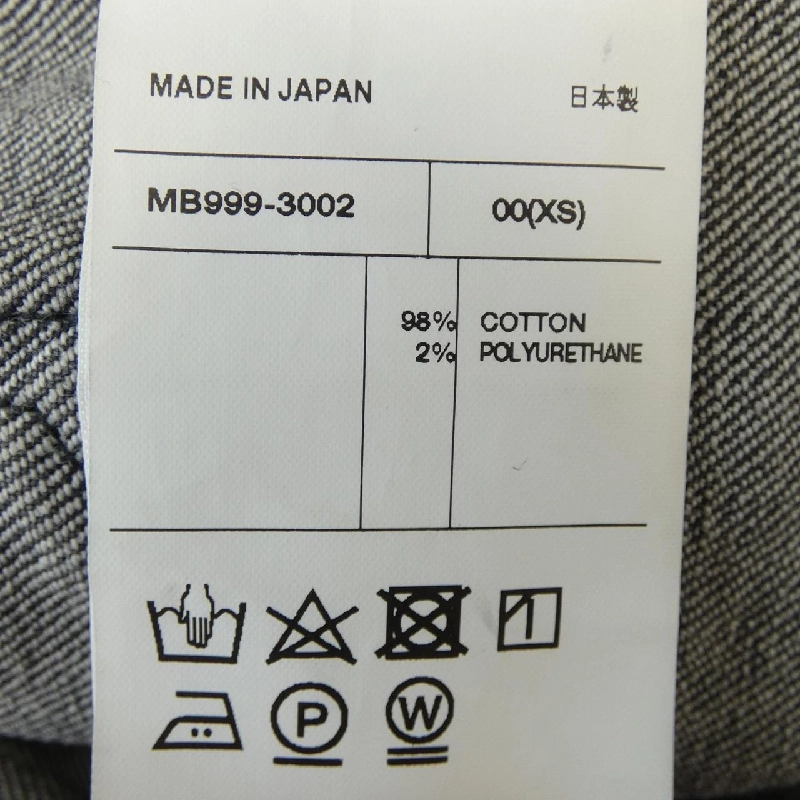 MADE IN JAPAN 日本製
MB999-3002 00(XS)
98% COTTON
2% POLYURETHANE
P W